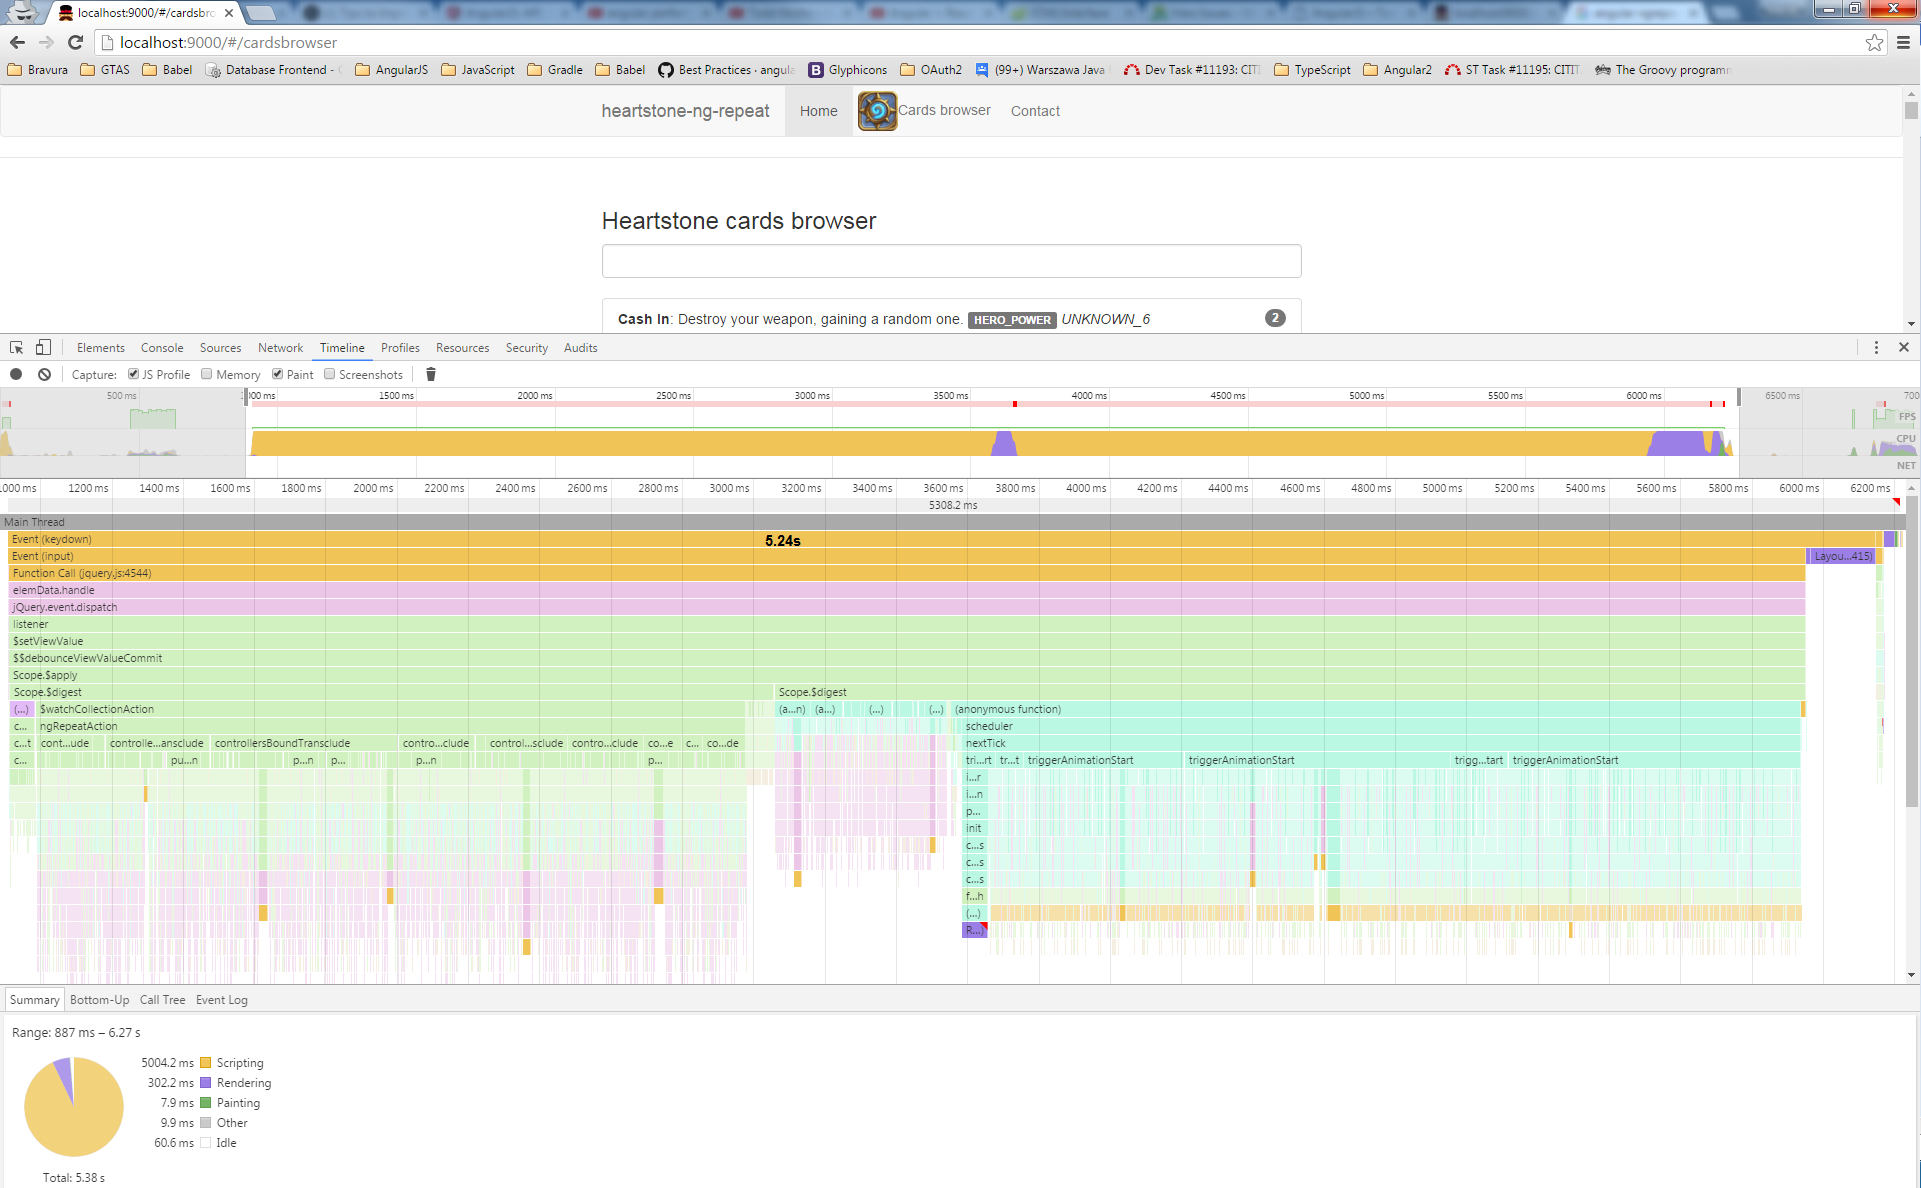 localhost:9000/#/cardsbro
localhost:9000/#/cardsbrowser
Bravura GTAS Babel Database Frontend - AngularJS JavaScript Gradle Babel Best Practices · angula Glyphicons OAuth2 (99+) Warszawa Java Dev Task #11193: CITI TypeScript Angular2 ST Task #11195: CITIT The Groovy programm
heartstone-ng-repeat Home Cards browser Contact
Heartstone cards browser
Cash In: Destroy your weapon, gaining a random one. HERO_POWER UNKNOWN_6 2
Elements Console Sources Network Timeline Profiles Resources Security Audits
Capture: JS Profile Memory Paint Screenshots
500 ms 000 ms 1500 ms 2000 ms 2500 ms 3000 ms 3500 ms 4000 ms 4500 ms 5000 ms 5500 ms 6000 ms 6500 ms 700
FPS
CPU
NET
1000 ms 1200 ms 1400 ms 1600 ms 1800 ms 2000 ms 2200 ms 2400 ms 2600 ms 2800 ms 3000 ms 3200 ms 3400 ms 3600 ms 3800 ms 4000 ms 4200 ms 4400 ms 4600 ms 4800 ms 5000 ms 5200 ms 5400 ms 5600 ms 5800 ms 6000 ms 6200 ms
5308.2 ms
Main Thread
Event (keydown) 5.24s
Event (input) Layou...415)
Function Call (jquery.js:4544)
elemData.handle
jQuery.event.dispatch
listener
$setViewValue
$$debounceViewValueCommit
Scope.$apply
Scope.$digest Scope.$digest
(...) $watchCollectionAction (a...n) (a...) (...) (...) (anonymous function)
c... ngRepeatAction scheduler
c...t cont...ude controlle...ansclude controllersBoundTransclude contro...clude control...sclude contro...clude co...e c... co...de nextTick
c... pu...n p...n p... p...n p... tri...rt tr...t triggerAnimationStart triggerAnimationStart trigg...tart triggerAnimationStart
i...r
i...n
p...
init
c...s
c...s
c...s
f...h
(...)
R...)
Summary Bottom-Up Call Tree Event Log
Range: 887 ms – 6.27 s
5004.2 ms Scripting
302.2 ms Rendering
7.9 ms Painting
9.9 ms Other
60.6 ms Idle
Total: 5.38 s